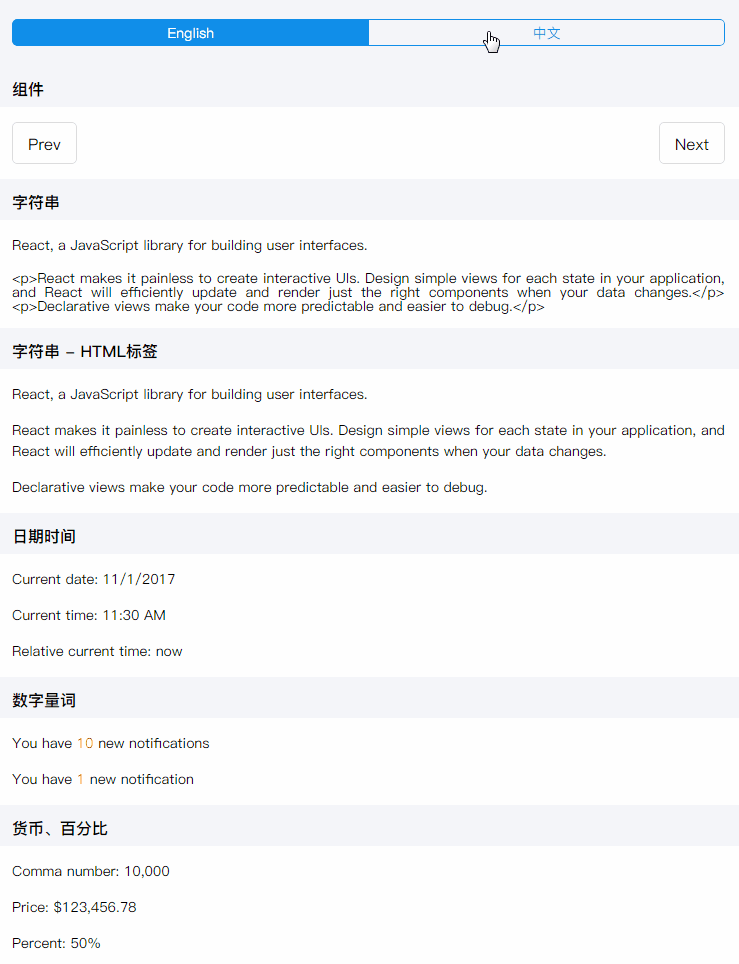 English 中文
组件
Prev Next
字符串
React, a JavaScript library for building user interfaces.
<p>React makes it painless to create interactive UIs. Design simple views for each state in your application,
and React will efficiently update and render just the right components when your data changes.</p>
<p>Declarative views make your code more predictable and easier to debug.</p>
字符串 - HTML标签
React, a JavaScript library for building user interfaces.
React makes it painless to create interactive UIs. Design simple views for each state in your application, and
React will efficiently update and render just the right components when your data changes.
Declarative views make your code more predictable and easier to debug.
日期时间
Current date: 11/1/2017
Current time: 11:30 AM
Relative current time: now
数字量词
You have 10 new notifications
You have 1 new notification
货币、百分比
Comma number: 10,000
Price: $123,456.78
Percent: 50%